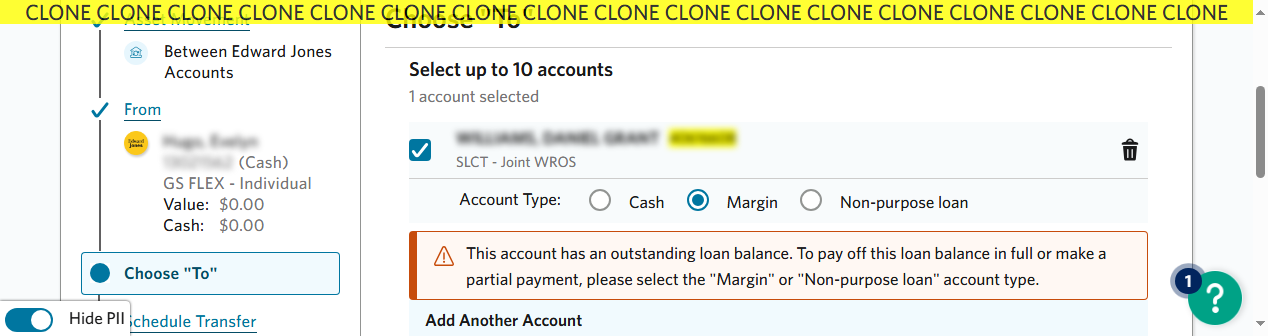 CLONE CLONE CLONE CLONE CLONE CLONE CLONE CLONE CLONE CLONE CLONE CLONE CLONE CLONE CLONE CLONE CLONE
Asset Movement
Between Edward Jones
Accounts
From
Edward
Jones
(Cash)
GS FLEX - Individual
Value: $0.00
Cash: $0.00
Choose "To"
Schedule Transfer
Hide PII
Choose "To"
Select up to 10 accounts
1 account selected
SLCT - Joint WROS
Account Type: Cash Margin Non-purpose loan
This account has an outstanding loan balance. To pay off this loan balance in full or make a
partial payment, please select the "Margin" or "Non-purpose loan" account type.
Add Another Account
1
?